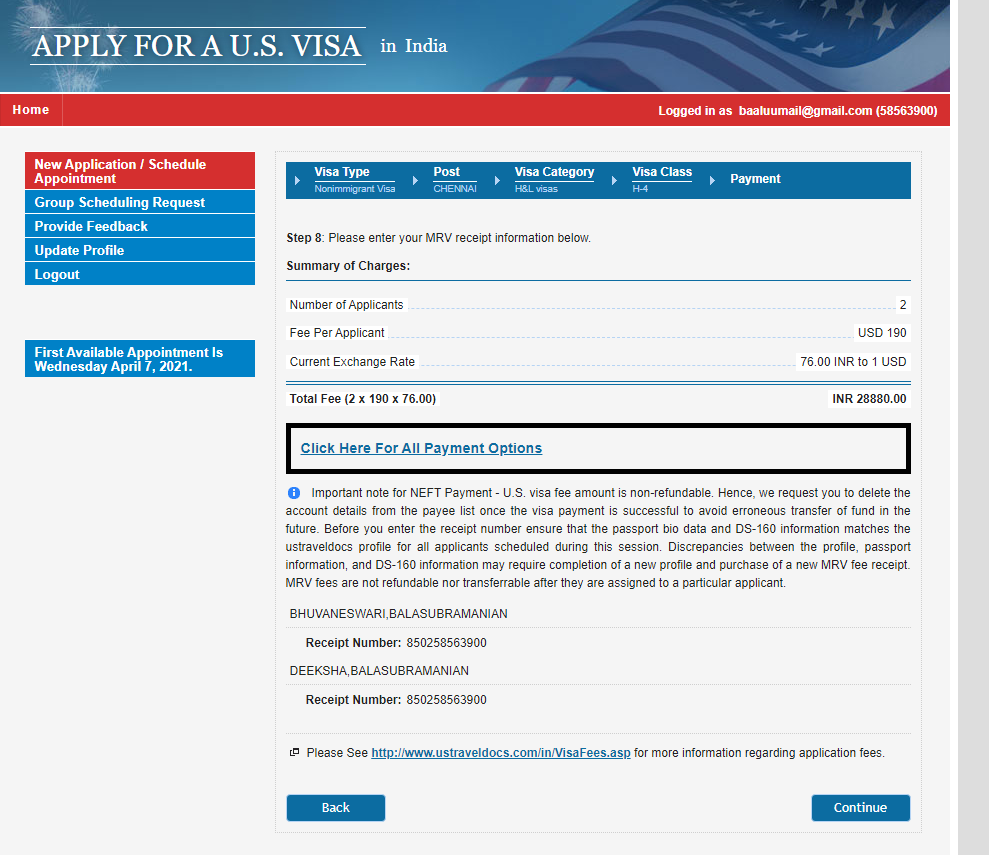 APPLY FOR A U.S. VISA in India
Home
Logged in as baaluumail@gmail.com (58563900)
New Application / Schedule
Appointment
Group Scheduling Request
Provide Feedback
Update Profile
Logout
First Available Appointment Is
Wednesday April 7, 2021.
Visa Type
Nonimmigrant Visa
Post
CHENNAI
Visa Category
H&L visas
Visa Class
H-4
Payment
Step 8: Please enter your MRV receipt information below.
Summary of Charges:
Number of Applicants 2
Fee Per Applicant USD 190
Current Exchange Rate 76.00 INR to 1 USD
Total Fee (2 x 190 x 76.00) INR 28880.00
Click Here For All Payment Options
Important note for NEFT Payment - U.S. visa fee amount is non-refundable. Hence, we request you to delete the
account details from the payee list once the visa payment is successful to avoid erroneous transfer of fund in the
future. Before you enter the receipt number ensure that the passport bio data and DS-160 information matches the
ustraveldocs profile for all applicants scheduled during this session. Discrepancies between the profile, passport
information, and DS-160 information may require completion of a new profile and purchase of a new MRV fee receipt.
MRV fees are not refundable nor transferrable after they are assigned to a particular applicant.
BHUVANESWARI,BALASUBRAMANIAN
Receipt Number: 850258563900
DEEKSHA,BALASUBRAMANIAN
Receipt Number: 850258563900
Please See http://www.ustraveldocs.com/in/VisaFees.asp for more information regarding application fees.
Back
Continue